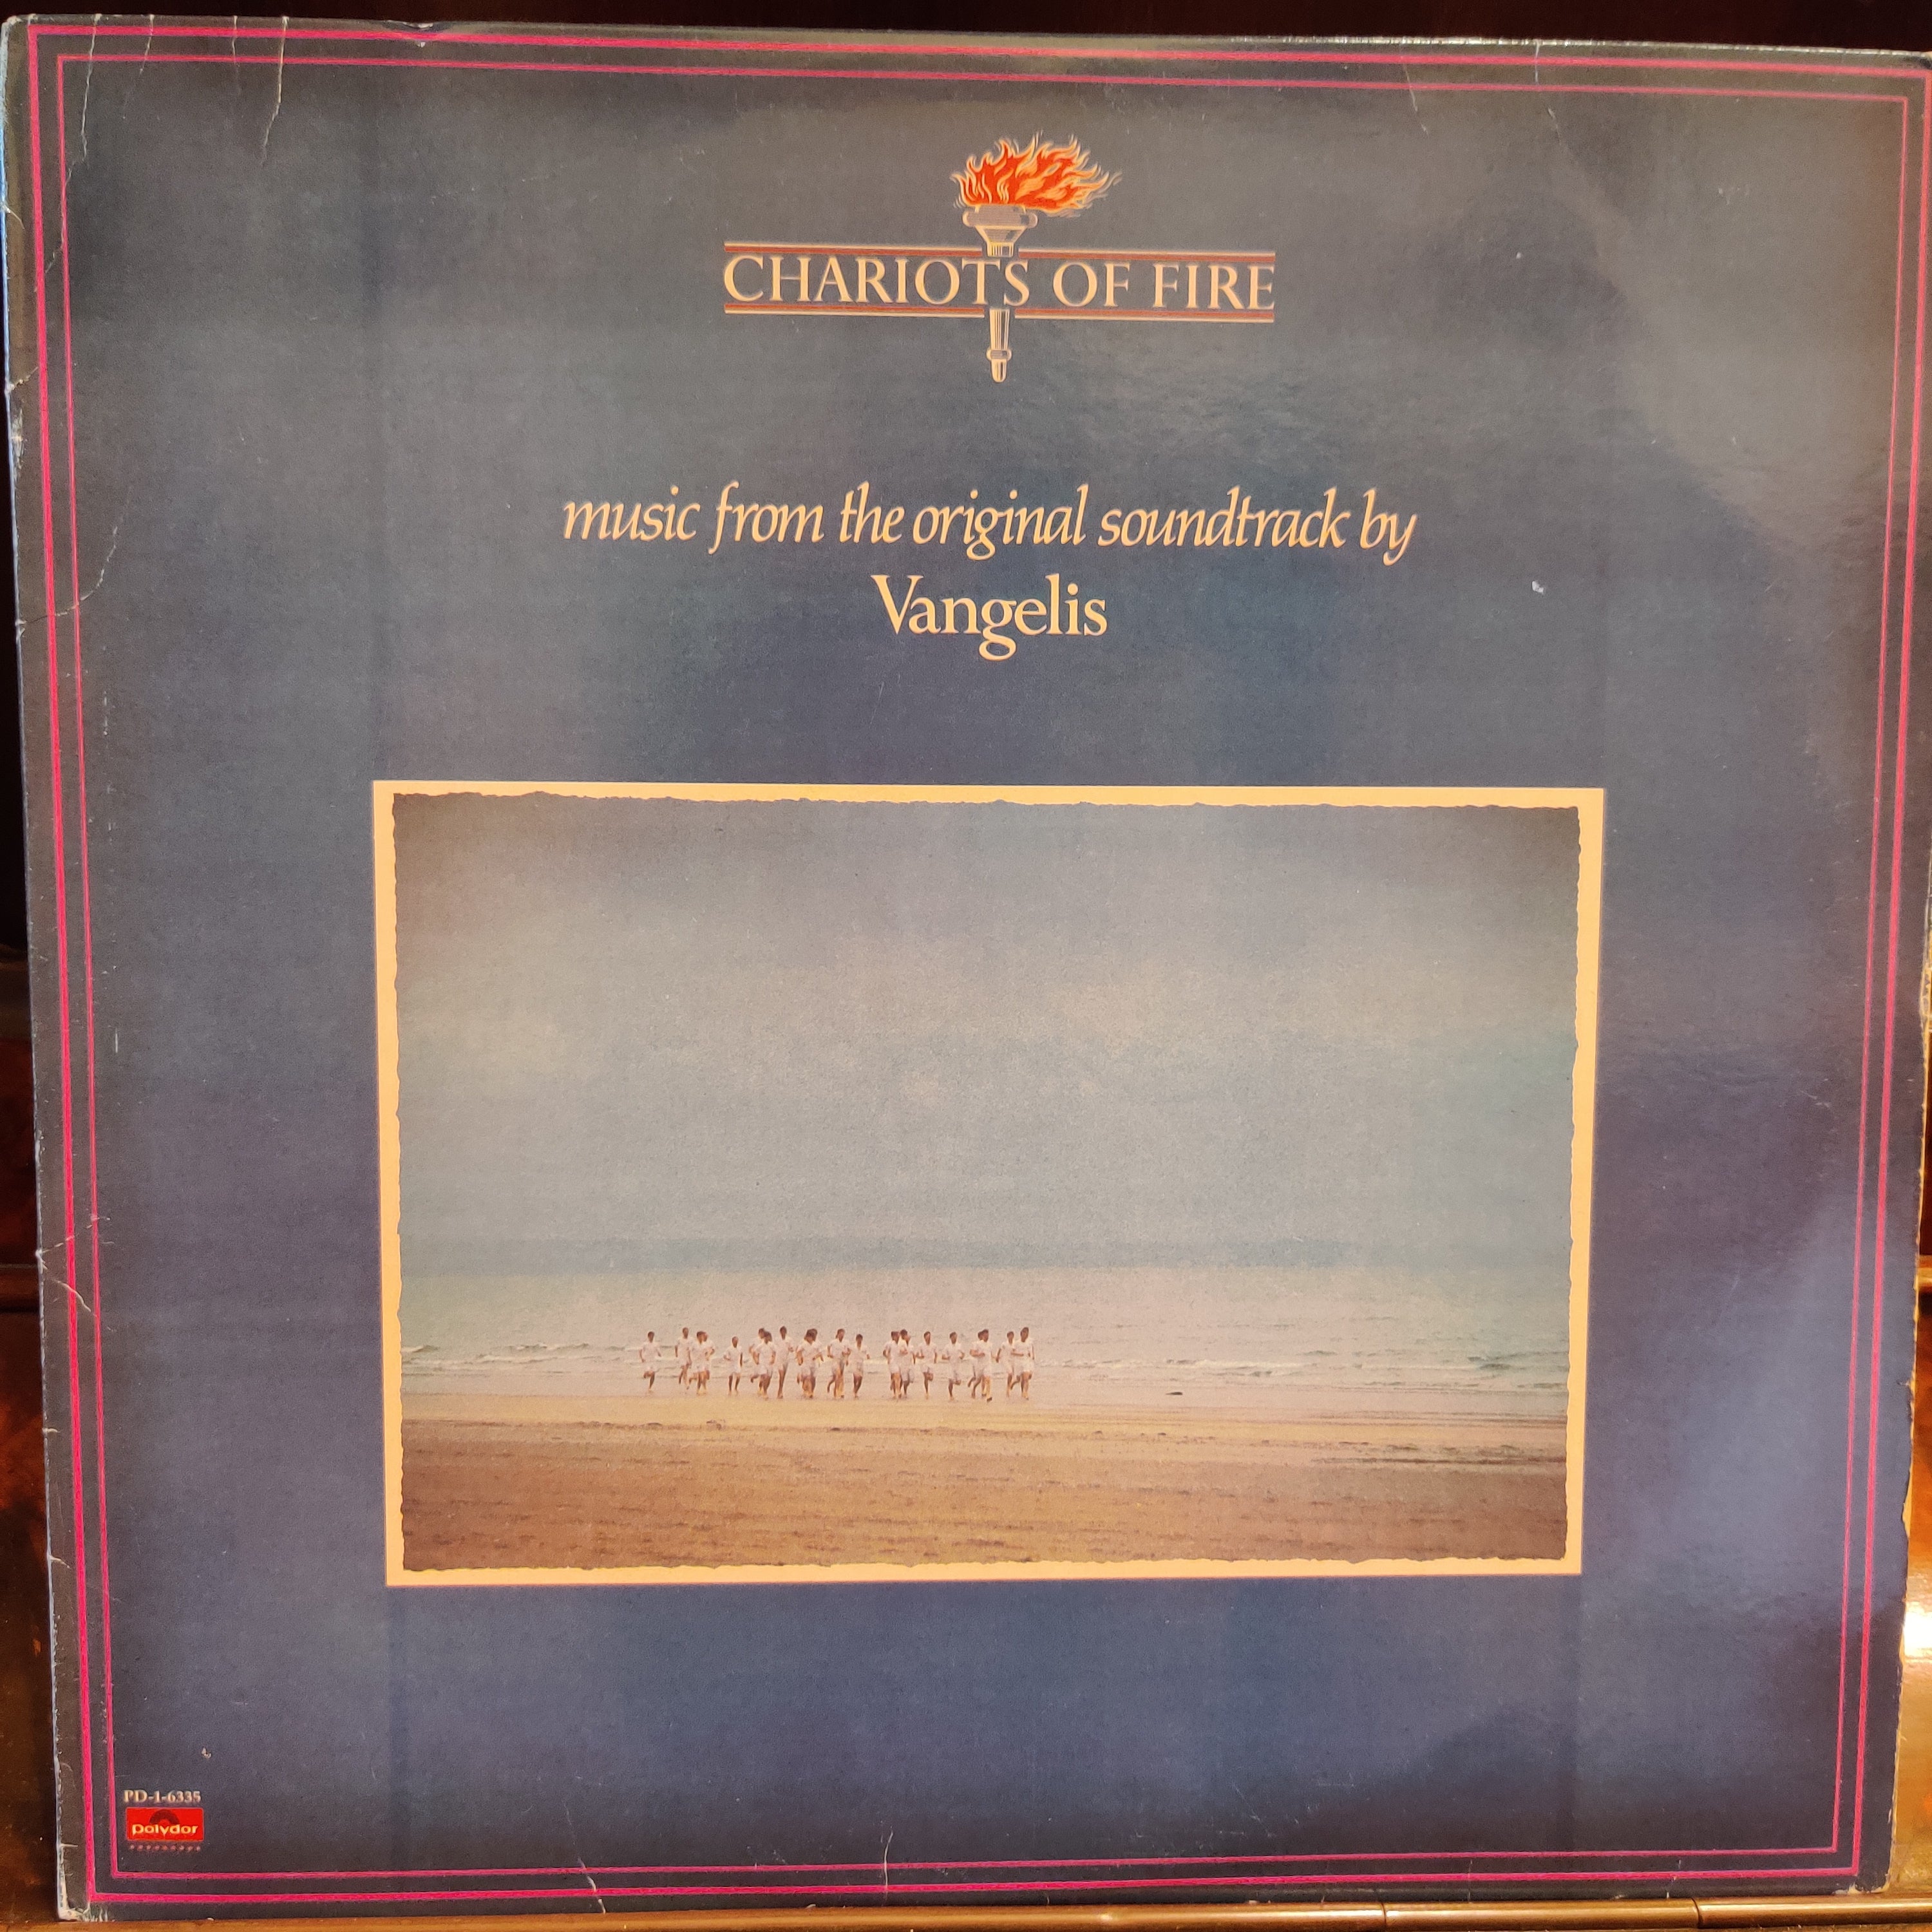 CHARIOTS OF FIRE
music from the original soundtrack by
Vangelis
PD-1-6335
polydor